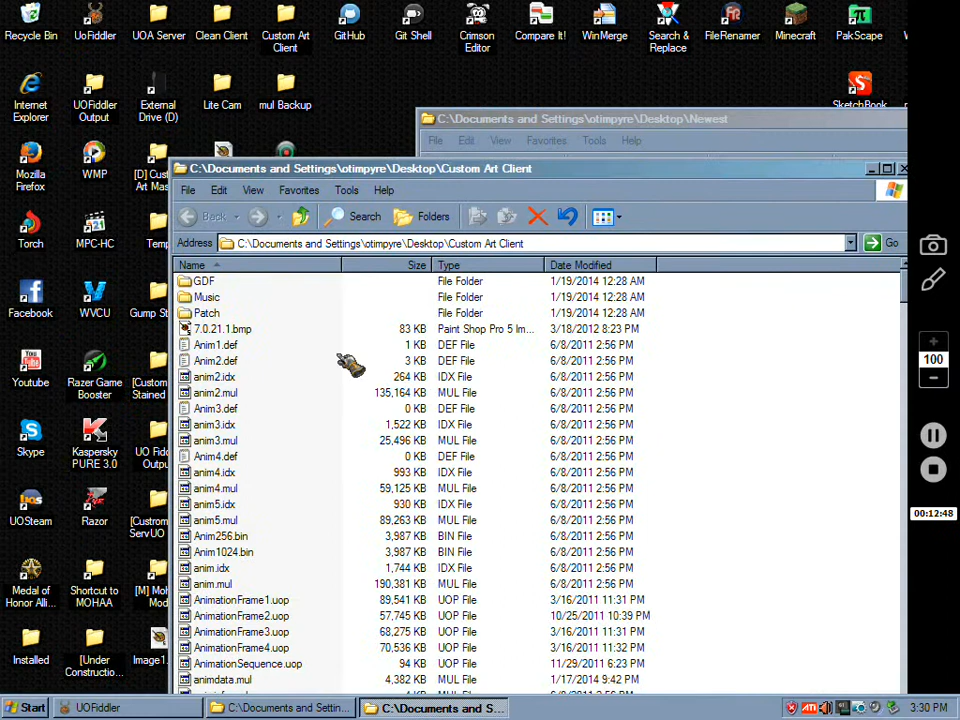 Recycle Bin
UoFiddler
UOA Server
Clean Client
Custom Art
Client
GitHub
Git Shell
Crimson
Editor
Compare It!
WinMerge
Search &
Replace
FileRenamer
Minecraft
PakScape
Internet
Explorer
UOFiddler
Output
External
Drive (D)
Lite Cam
mul Backup
SketchBook
C:\Documents and Settings\otimpyre\Desktop\Newest
File Edit View Favorites Tools Help
Mozilla
Firefox
WMP
[D] Cus
Art Mas
C:\Documents and Settings\otimpyre\Desktop\Custom Art Client
File Edit View Favorites Tools Help
Back Search Folders
Address C:\Documents and Settings\otimpyre\Desktop\Custom Art Client Go
Torch
MPC-HC
Temp
Facebook
WVCU
Gump St
Youtube
Razer Game
Booster
[Custom
Stained
Skype
Kaspersky
PURE 3.0
UO Fiddl
Outpu
UOSteam
Razor
[Custrom
ServUO
Medal of
Honor Alli...
Shortcut to
MOHAA
[M] Moh
Mod
Installed
[Under
Constructio...
Image1.
Name Size Type Date Modified
GDF File Folder 1/19/2014 12:28 AM
Music File Folder 1/19/2014 12:28 AM
Patch File Folder 1/19/2014 12:28 AM
7.0.21.1.bmp 83 KB Paint Shop Pro 5 Im... 3/18/2012 8:23 PM
Anim1.def 1 KB DEF File 6/8/2011 2:56 PM
Anim2.def 3 KB DEF File 6/8/2011 2:56 PM
anim2.idx 264 KB IDX File 6/8/2011 2:56 PM
anim2.mul 135,164 KB MUL File 6/8/2011 2:56 PM
Anim3.def 0 KB DEF File 6/8/2011 2:56 PM
anim3.idx 1,522 KB IDX File 6/8/2011 2:56 PM
anim3.mul 25,496 KB MUL File 6/8/2011 2:56 PM
Anim4.def 0 KB DEF File 6/8/2011 2:56 PM
anim4.idx 993 KB IDX File 6/8/2011 2:56 PM
anim4.mul 59,125 KB MUL File 6/8/2011 2:56 PM
anim5.idx 930 KB IDX File 6/8/2011 2:56 PM
anim5.mul 89,263 KB MUL File 6/8/2011 2:56 PM
Anim256.bin 3,987 KB BIN File 6/8/2011 2:56 PM
Anim1024.bin 3,987 KB BIN File 6/8/2011 2:56 PM
anim.idx 1,744 KB IDX File 6/8/2011 2:56 PM
anim.mul 190,381 KB MUL File 6/8/2011 2:56 PM
AnimationFrame1.uop 89,541 KB UOP File 3/16/2011 11:31 PM
AnimationFrame2.uop 57,745 KB UOP File 10/25/2011 10:39 PM
AnimationFrame3.uop 68,275 KB UOP File 3/16/2011 11:31 PM
AnimationFrame4.uop 70,536 KB UOP File 3/16/2011 11:32 PM
AnimationSequence.uop 94 KB UOP File 11/29/2011 6:23 PM
animdata.mul 4,382 KB MUL File 1/17/2014 9:42 PM
100
00:12:48
Start UOFiddler C:\Documents and Settin... C:\Documents and S... 3:30 PM